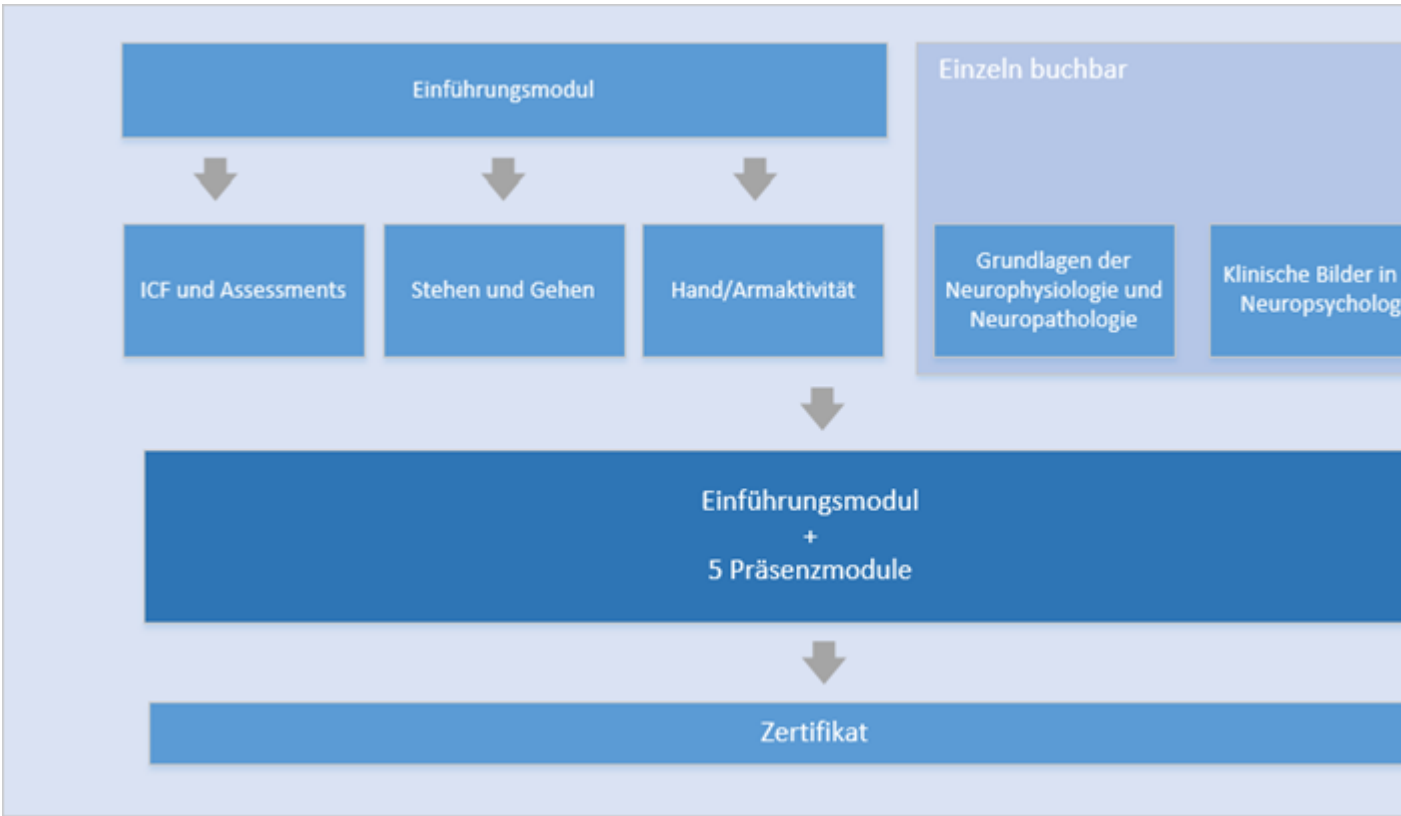 Einführungsmodul
Einzeln buchbar
ICF und Assessments
Stehen und Gehen
Hand/Armaktivität
Grundlagen der
Neurophysiologie und
Neuropathologie
Klinische Bilder in
Neuropsycholog
Einführungsmodul
+
5 Präsenzmodule
Zertifikat